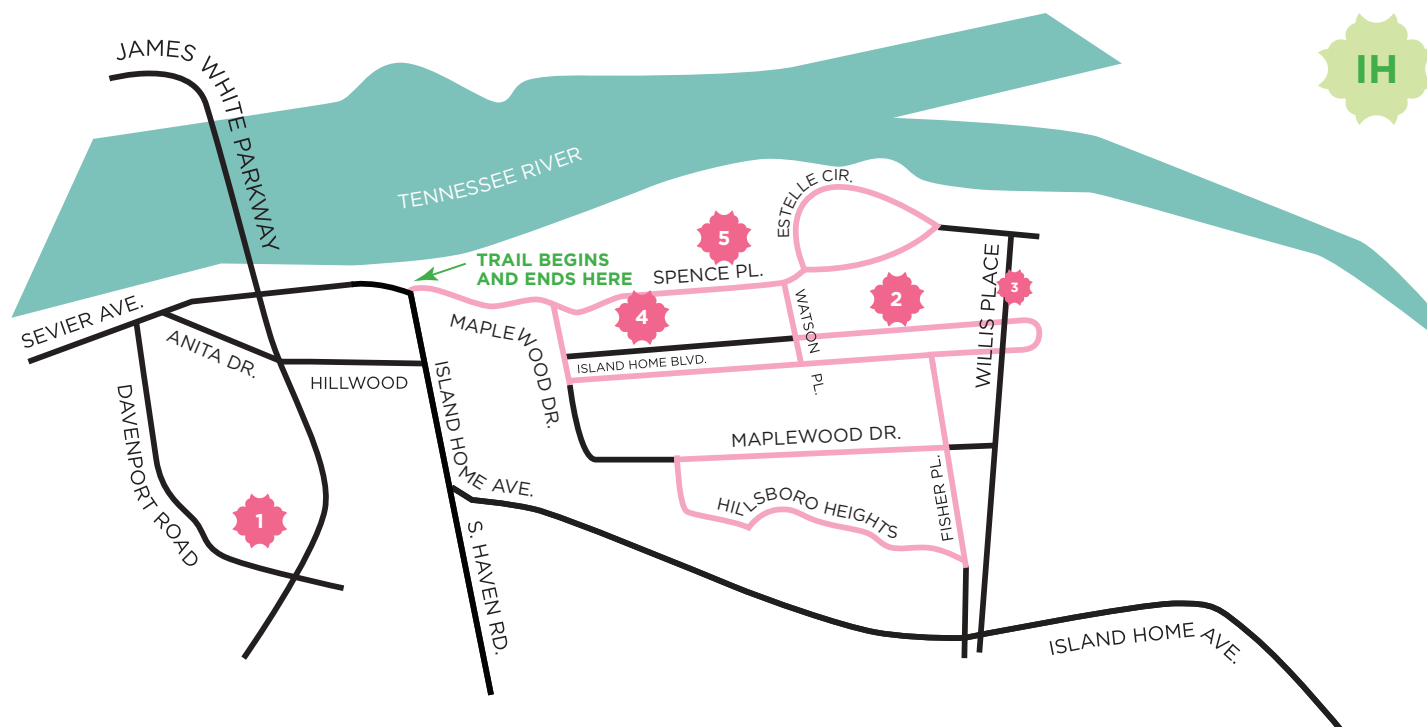 JAMES WHITE PARKWAY
IH
TENNESSEE RIVER
ESTELLE CIR.
5
TRAIL BEGINS
AND ENDS HERE
SPENCE PL.
WILLIS PLACE
3
2
SEVIER AVE.
4
WATSON PL.
MAPLEWOOD DR.
ANITA DR.
ISLAND HOME BLVD.
HILLWOOD
DAVENPORT ROAD
ISLAND HOME AVE.
MAPLEWOOD DR.
FISHER PL.
HILLSBORO HEIGHTS
1
S. HAVEN RD.
ISLAND HOME AVE.